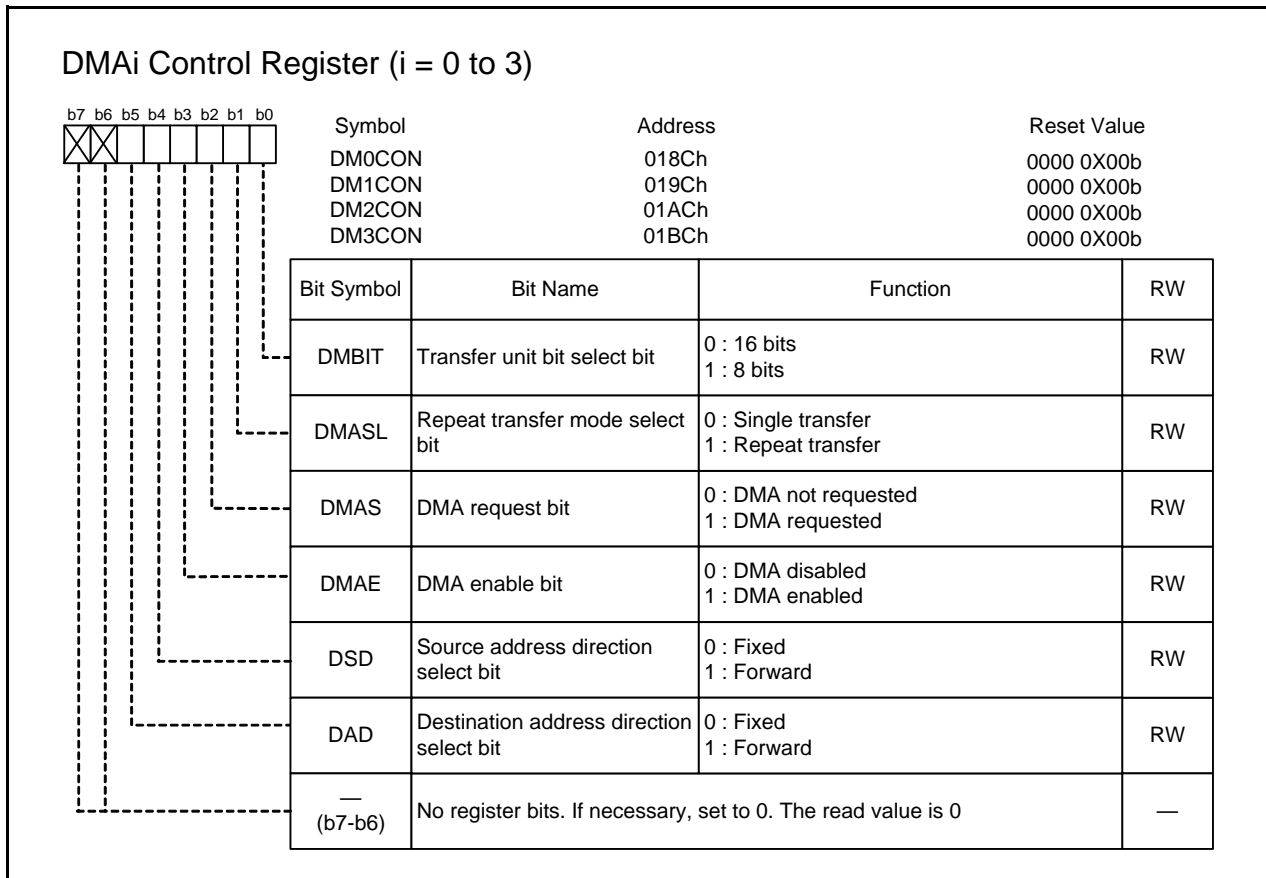 DMAi Control Register (i = 0 to 3)
b7 b6 b5 b4 b3 b2 b1 b0
Symbol Address Reset Value
DM0CON 018Ch 0000 0X00b
DM1CON 019Ch 0000 0X00b
DM2CON 01ACh 0000 0X00b
DM3CON 01BCh 0000 0X00b
Bit Symbol Bit Name Function RW
DMBIT Transfer unit bit select bit 0 : 16 bits
1 : 8 bits RW
DMASL Repeat transfer mode select
bit 0 : Single transfer
1 : Repeat transfer RW
DMAS DMA request bit 0 : DMA not requested
1 : DMA requested RW
DMAE DMA enable bit 0 : DMA disabled
1 : DMA enabled RW
DSD Source address direction
select bit 0 : Fixed
1 : Forward RW
DAD Destination address direction
select bit 0 : Fixed
1 : Forward RW
—
(b7-b6) No register bits. If necessary, set to 0. The read value is 0 —